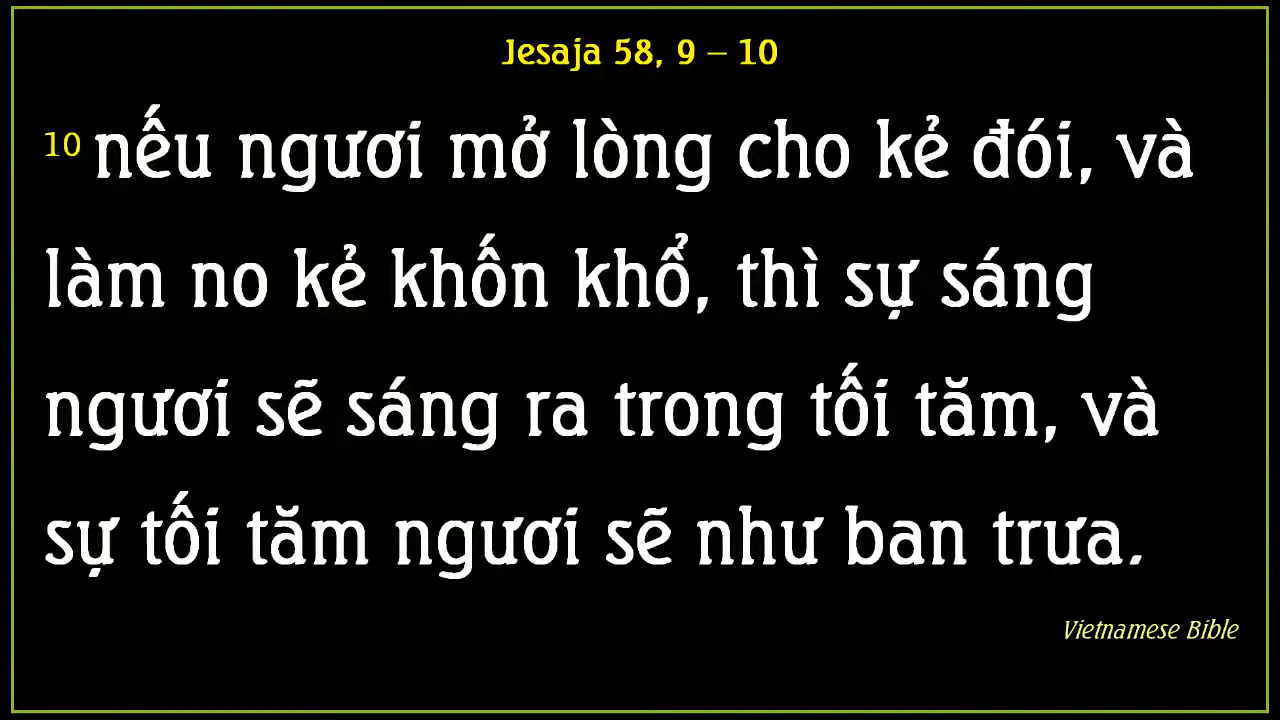 Jesaja 58, 9 – 10
10 nếu ngươi mở lòng cho kẻ đói, và
làm no kẻ khốn khổ, thì sự sáng
ngươi sẽ sáng ra trong tối tăm, và
sự tối tăm ngươi sẽ như ban trưa.
Vietnamese Bible